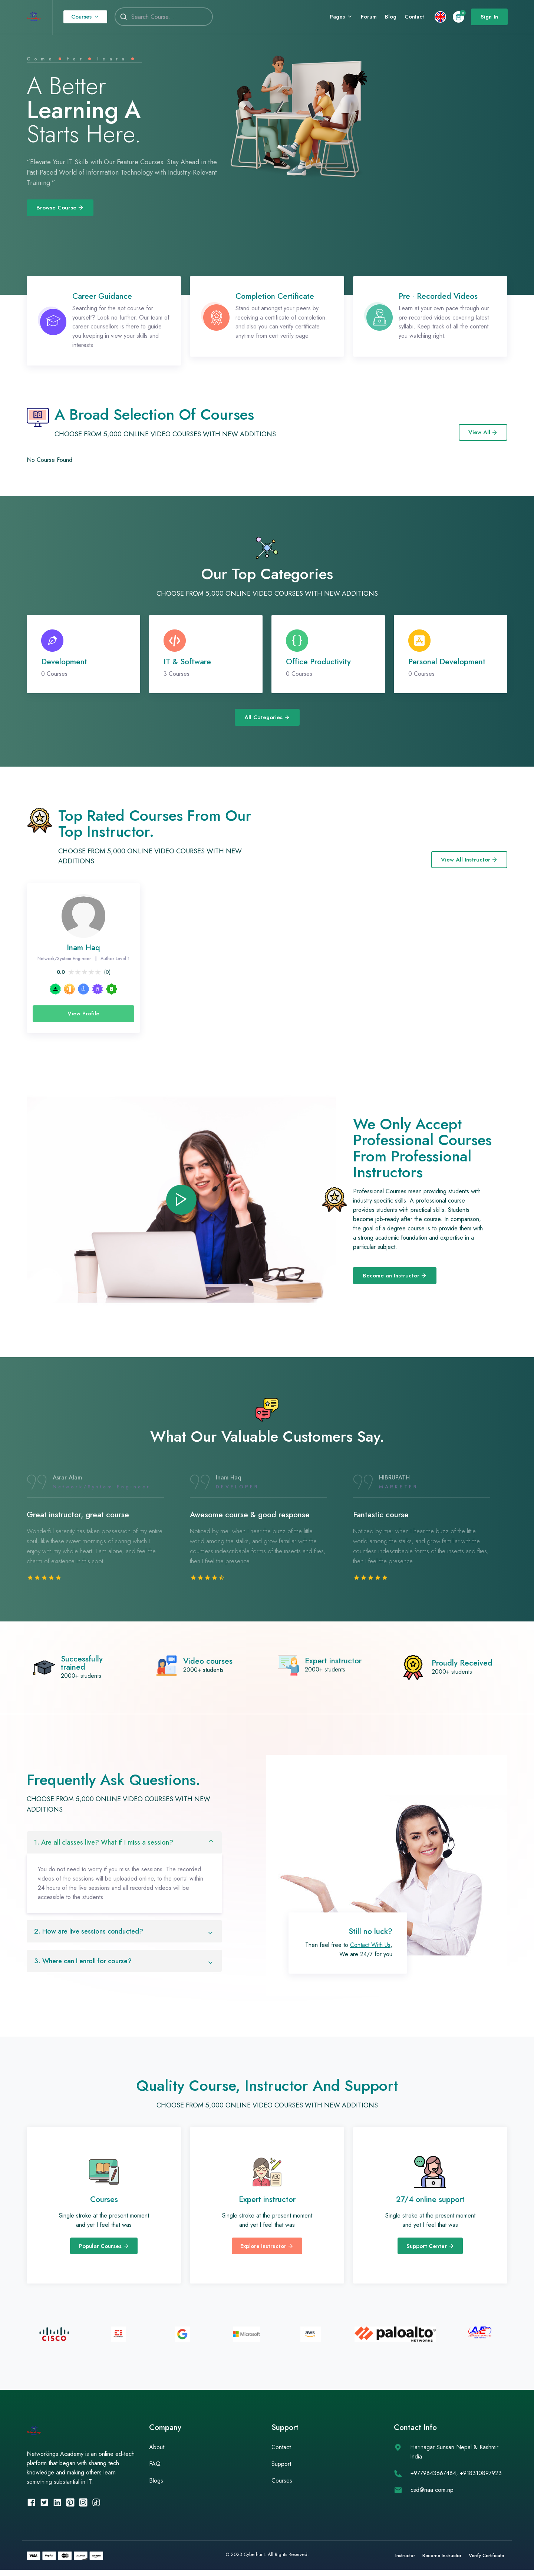 Courses
Search Course
Pages
Forum
Blog
Contact
Sign In
Come for learn
A Better
Learning A
Starts Here.
"Elevate Your IT Skills with Our Feature Courses: Stay Ahead in the
Fast-Paced World of Information Technology with Industry-Relevant
Training."
Browse Course →
Career Guidance
Searching for the apt course for
yourself? Look no further. Our team of
career counsellors is there to guide
you keeping in view your skills and
interests.
Completion Certificate
Stand out amongst your peers by
receiving a certificate of completion.
and also you can verify certificate
anytime from cert verify page.
Pre - Recorded Videos
Learn at your own pace through our
pre-recorded videos covering latest
syllabi. Keep track of all the content
you watching right.
A Broad Selection Of Courses
CHOOSE FROM 5,000 ONLINE VIDEO COURSES WITH NEW ADDITIONS
View All →
No Course Found
Our Top Categories
CHOOSE FROM 5,000 ONLINE VIDEO COURSES WITH NEW ADDITIONS
Development
0 Courses
IT & Software
3 Courses
Office Productivity
0 Courses
Personal Development
0 Courses
All Categories →
Top Rated Courses From Our
Top Instructor.
CHOOSE FROM 5,000 ONLINE VIDEO COURSES WITH NEW
ADDITIONS
View All Instructor →
Inam Haq
Network/System Engineer || Author Level 1
0.0 (0)
View Profile
We Only Accept
Professional Courses
From Professional
Instructors
Professional Courses mean providing students with
industry-specific skills. A professional course
provides students with practical skills. Students
become job-ready after the course. In comparison,
the goal of a degree course is to provide them with
a strong academic foundation and expertise in a
particular subject.
Become an Instructor →
What Our Valuable Customers Say.
Asrar Alam
Inam Haq
DEVELOPER
HIBRUPATH
MARKETER
Great instructor, great course
Wonderful serenity has taken possession of my entire
soul, like these sweet mornings of spring which I
enjoy with my whole heart. I am alone, and feel the
charm of existence in this spot
Awesome course & good response
Noticed by me: when I hear the buzz of the little
world among the stalks, and grow familiar with the
countless indescribable forms of the insects and flies,
then I feel the presence
Fantastic course
Noticed by me: when I hear the buzz of the little
world among the stalks, and grow familiar with the
countless indescribable forms of the insects and flies,
then I feel the presence
Successfully
trained
2000+ students
Video courses
2000+ students
Expert instructor
2000+ students
Proudly Received
2000+ students
Frequently Ask Questions.
CHOOSE FROM 5,000 ONLINE VIDEO COURSES WITH NEW
ADDITIONS
1. Are all classes live? What if I miss a session?
You do not need to worry if you miss the sessions. The recorded
videos of the sessions will be uploaded online, to the portal within
24 hours of the live sessions and all recorded videos will be
accessible to the students.
2. How are live sessions conducted?
3. Where can I enroll for course?
Still no luck?
Then feel free to Contact With Us,
We are 24/7 for you
Quality Course, Instructor And Support
CHOOSE FROM 5,000 ONLINE VIDEO COURSES WITH NEW ADDITIONS
Courses
Single stroke at the present moment
and yet I feel that was
Popular Courses →
Expert instructor
Single stroke at the present moment
and yet I feel that was
Explore Instructor →
27/4 online support
Single stroke at the present moment
and yet I feel that was
Support Center →
CISCO
Microsoft
aws
paloalto
NETWORKS
Networkings Academy is an online ed-tech
platform that began with sharing tech
knowledge and making others learn
something substantial in IT.
Company
About
FAQ
Blogs
Support
Contact
Support
Courses
Contact Info
Harinagar Sunsari Nepal & Kashmir
India
+9779843667484, +918310897923
csd@naa.com.np
VISA
PayPal
© 2023 Cyberhunt. All Rights Reserved.
Instructor
Become Instructor
Verify Certificate